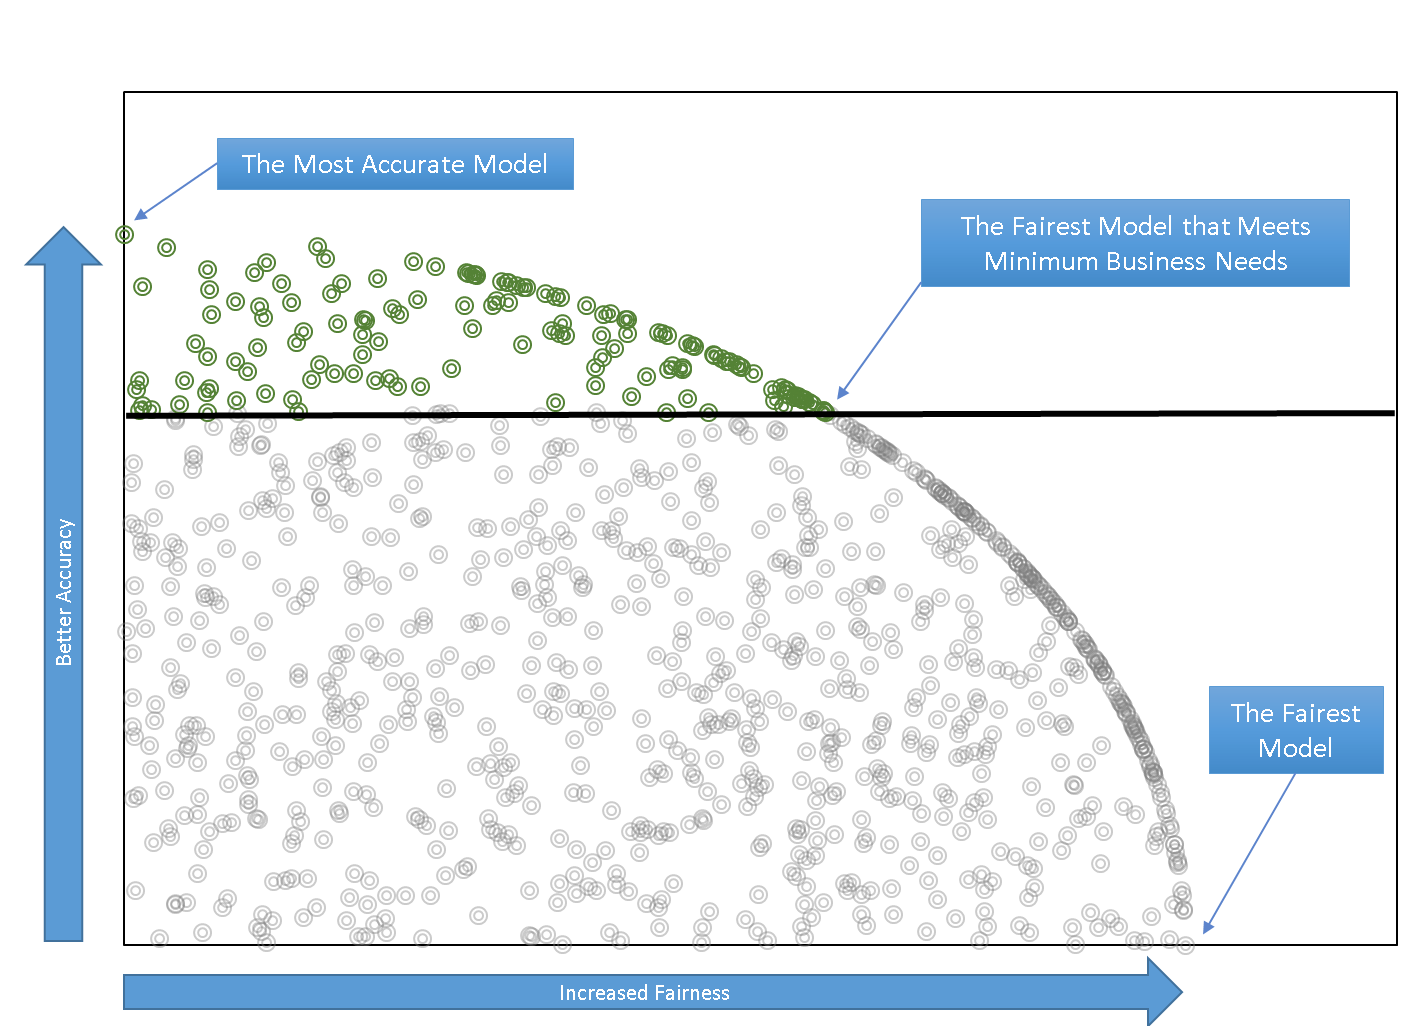 The Most Accurate Model
The Fairest Model that Meets
Minimum Business Needs
Better Accuracy
The Fairest
Model
Increased Fairness